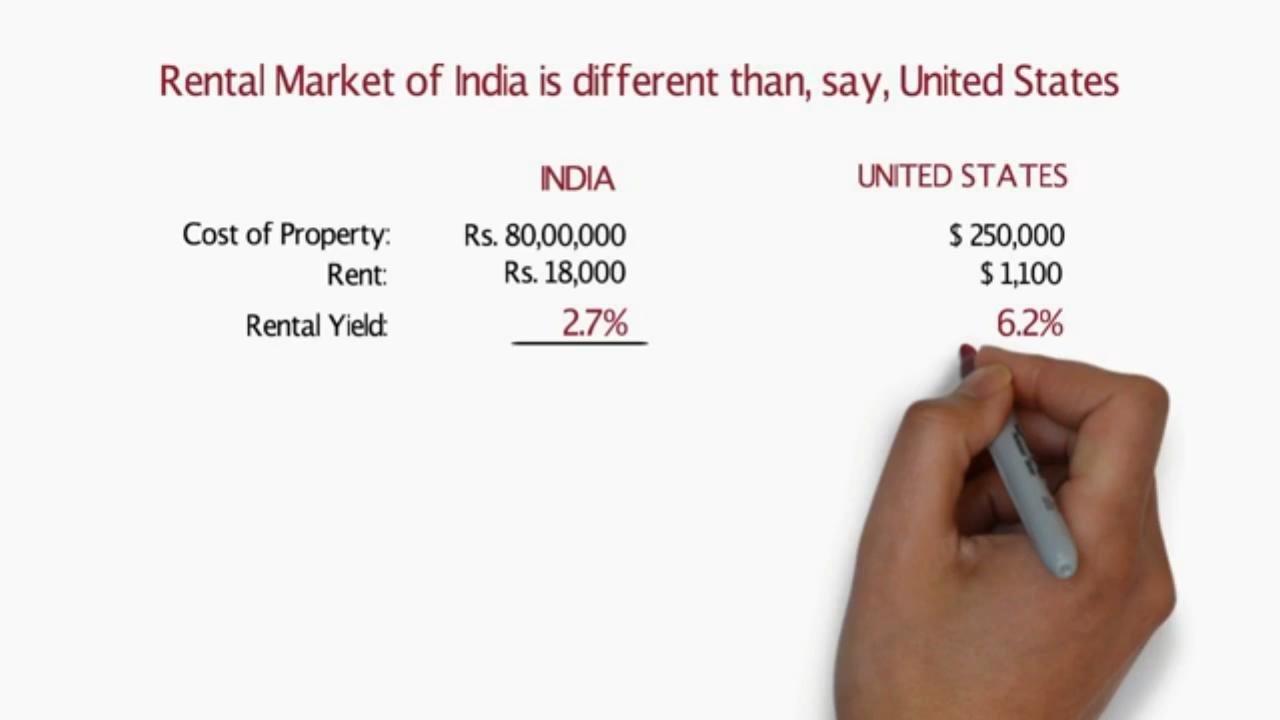 Rental Market of India is different than, say, United States
INDIA UNITED STATES
Cost of Property: Rs. 80,00,000 $ 250,000
Rent: Rs. 18,000 $ 1,100
Rental Yield: 2.7% 6.2%